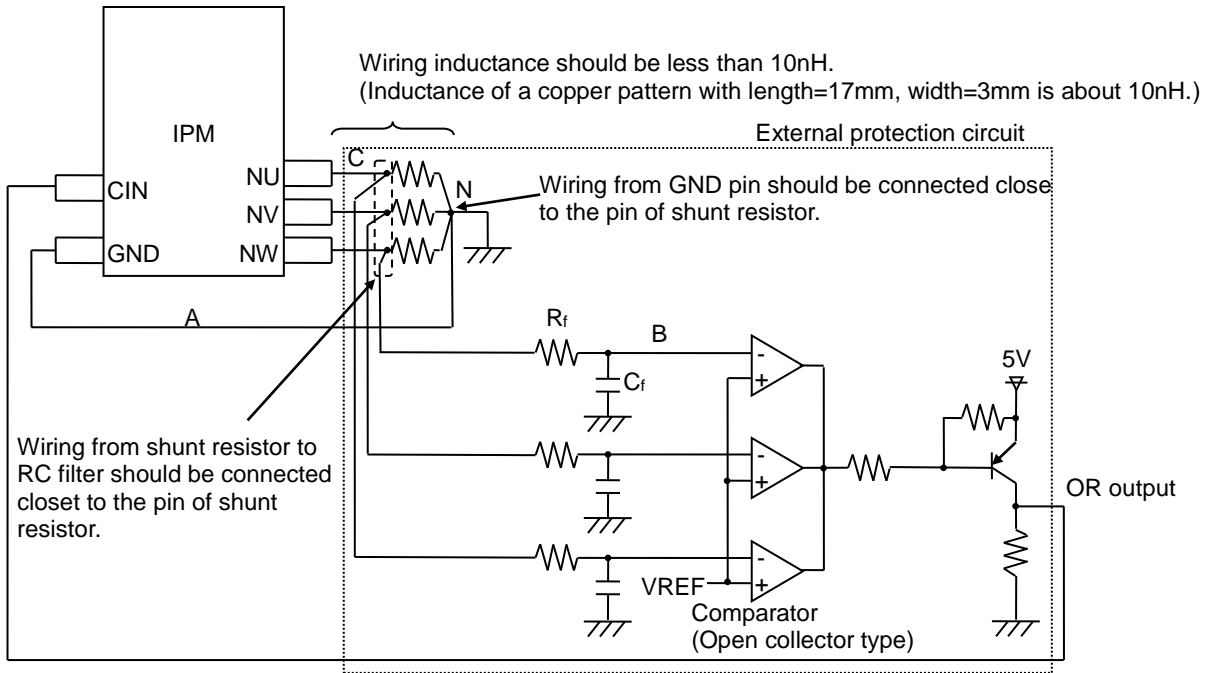 Wiring inductance should be less than 10nH.
(Inductance of a copper pattern with length=17mm, width=3mm is about 10nH.)
IPM
External protection circuit
C
NU
CIN
N
Wiring from GND pin should be connected close
to the pin of shunt resistor.
NV
GND
NW
A
Rf
B
-
+
5V
Cf
Wiring from shunt resistor to
RC filter should be connected
closet to the pin of shunt
resistor.
-
+
OR output
-
VREF
+
Comparator
(Open collector type)